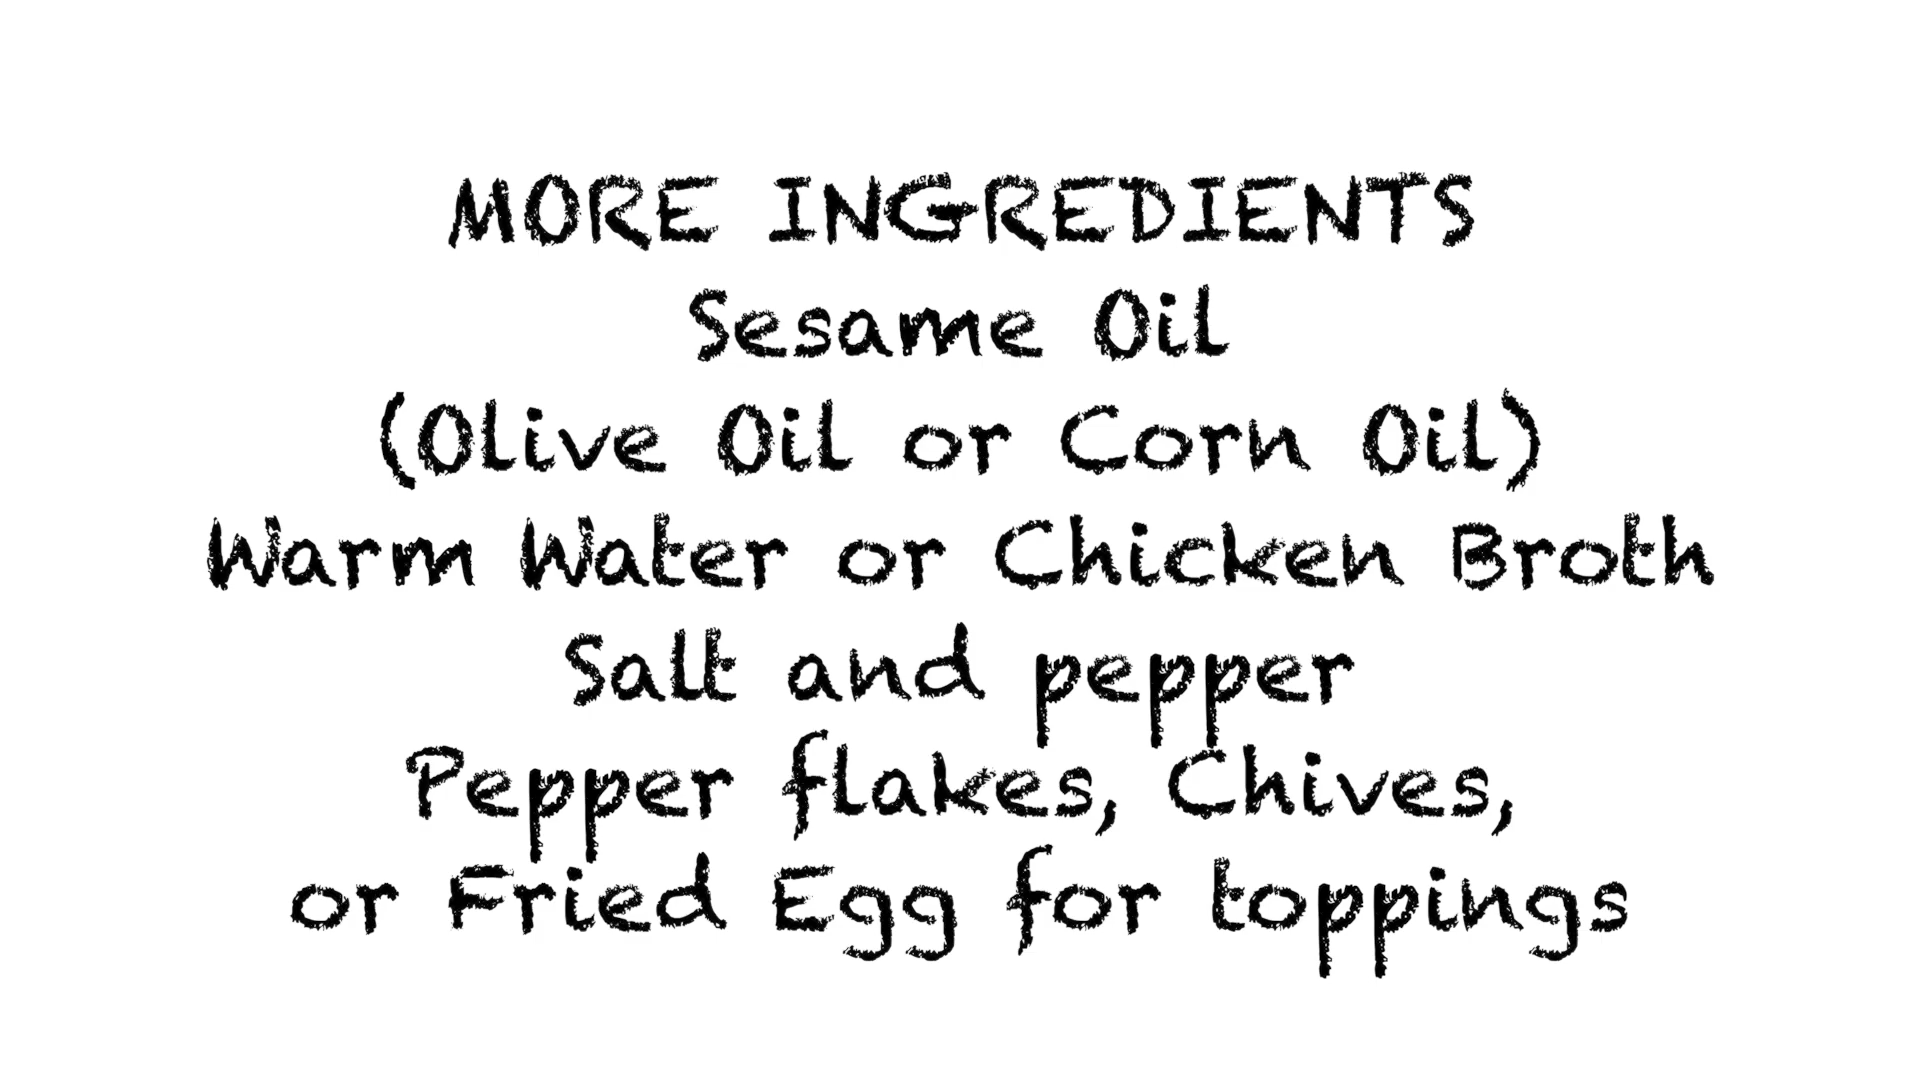 MORE INGREDIENTS
Sesame Oil
(Olive Oil or Corn Oil)
Warm Water or Chicken Broth
Salt and pepper
Pepper flakes, Chives,
or Fried Egg for toppings